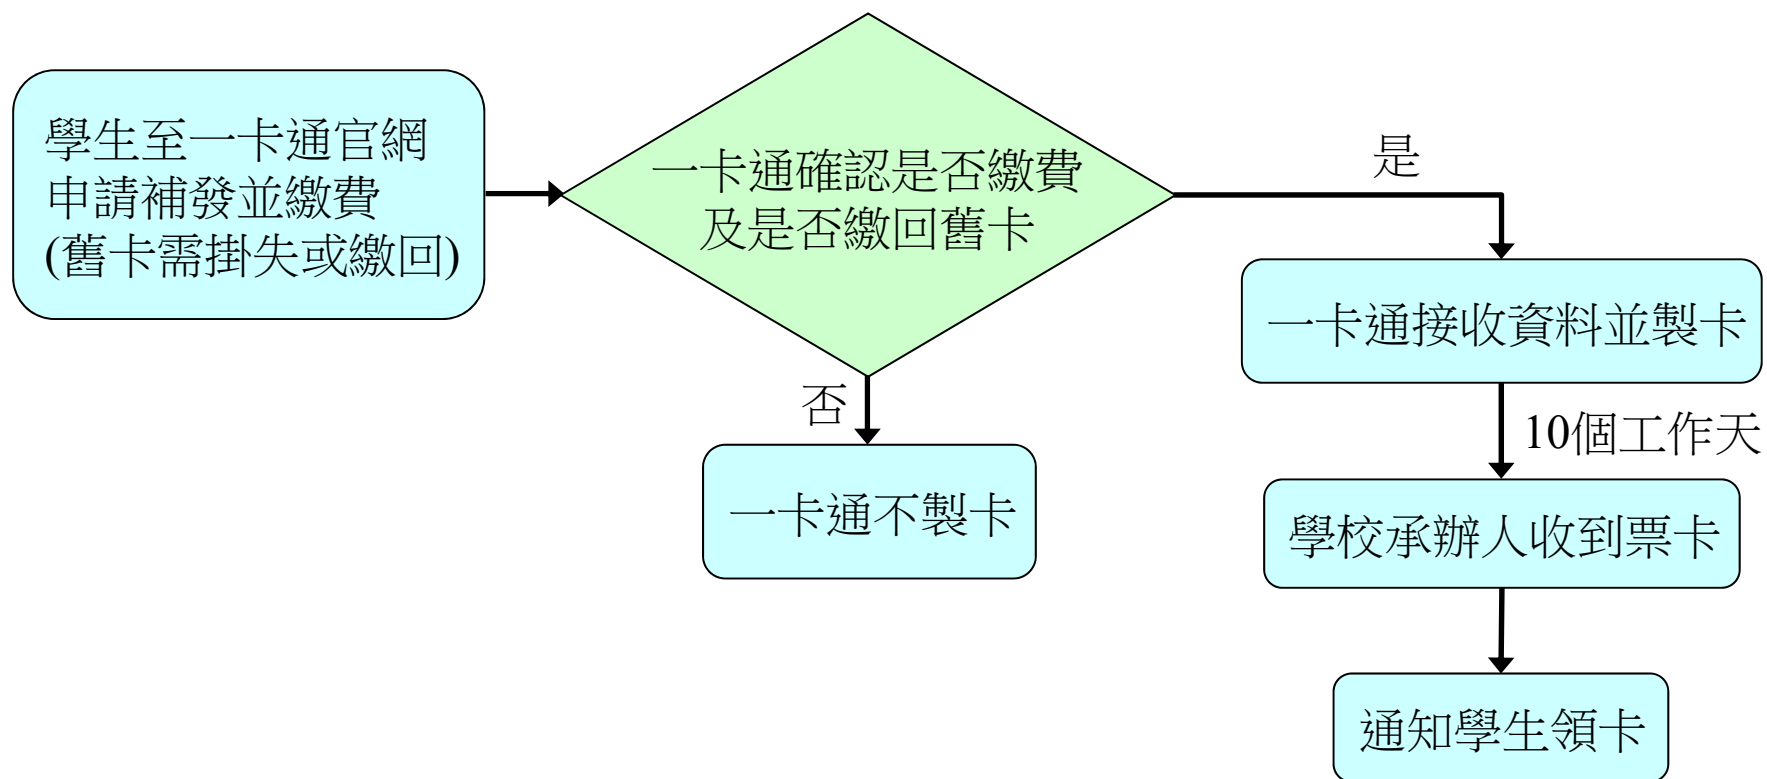 學生至一卡通官網
申請補發並繳費
(舊卡需掛失或繳回)
一卡通確認是否繳費
及是否繳回舊卡
是
否
一卡通不製卡
一卡通接收資料並製卡
10個工作天
學校承辦人收到票卡
通知學生領卡